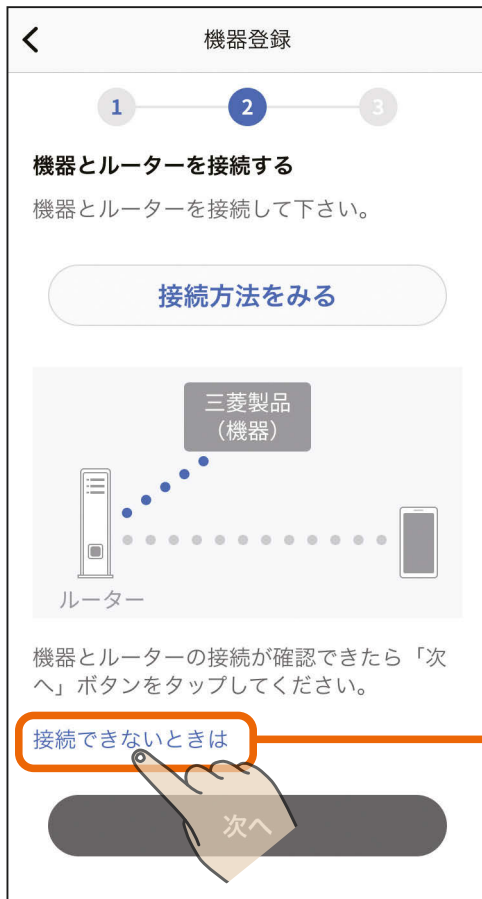 機器登録
1 2 3
機器とルーターを接続する
機器とルーターを接続して下さい。
接続方法をみる
三菱製品
（機器）
ルーター
機器とルーターの接続が確認できたら「次
へ」ボタンをタップしてください。
接続できないときは
次へ